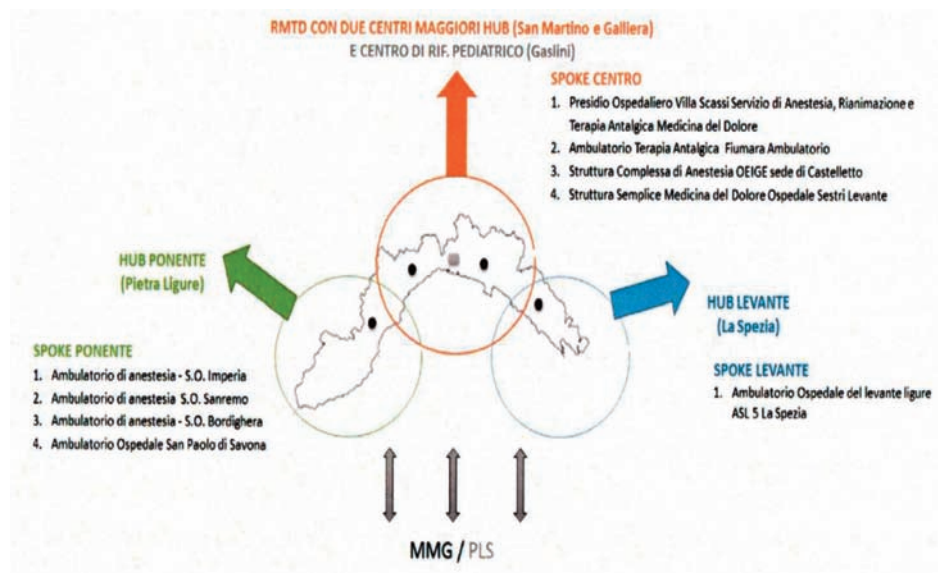 RMTD CON DUE CENTRI MAGGIORI HUB (San Martino e Galliera)
E CENTRO DI RIF. PEDIATRICO (Gaslini)
SPOKE CENTRO
1. Presidio Ospedaliero Villa Scassi Servizio di Anestesia, Rianimazione e
Terapia Antalgica Medicina del Dolore
2. Ambulatorio Terapia Antalgica Fiumara Ambulatorio
3. Struttura Complessa di Anestesia OEIGE sede di Castelletto
4. Struttura Semplice Medicina del Dolore Ospedale Sestri Levante
HUB PONENTE
(Pietra Ligure)
HUB LEVANTE
(La Spezia)
SPOKE PONENTE
1. Ambulatorio di anestesia - S.O. Imperia
2. Ambulatorio di anestesia S.O. Sanremo
3. Ambulatorio di anestesia - S.O. Bordighera
4. Ambulatorio Ospedale San Paolo di Savona
SPOKE LEVANTE
1. Ambulatorio Ospedale del levante ligure
ASL 5 La Spezia
MMG / PLS